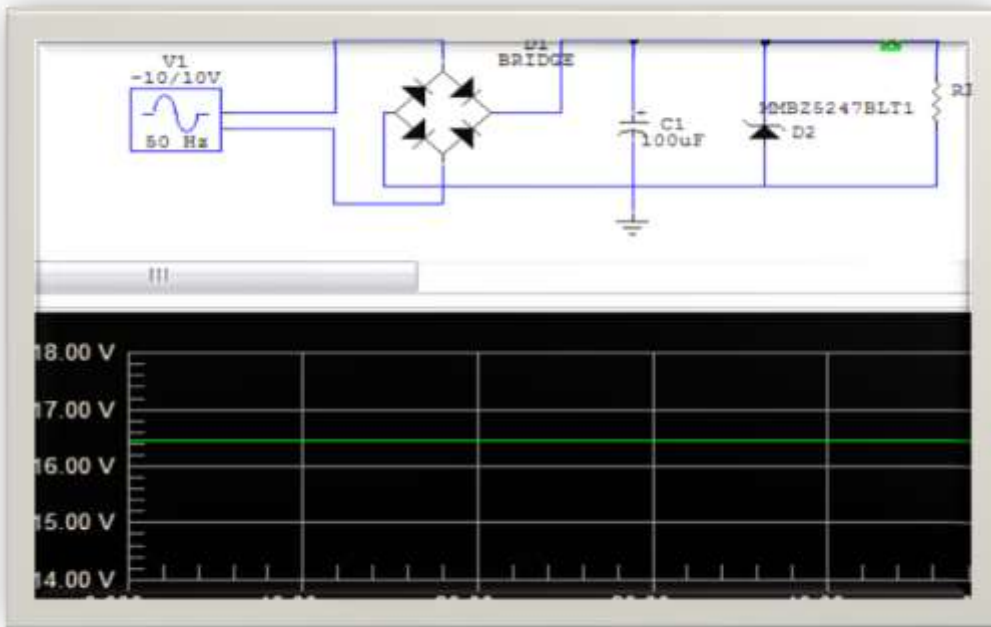 D1
BRIDGE
V1
-10/10V
50 Hz
C1
100uF
MMBZ5247BLT1
D2
18.00 V
17.00 V
16.00 V
15.00 V
14.00 V